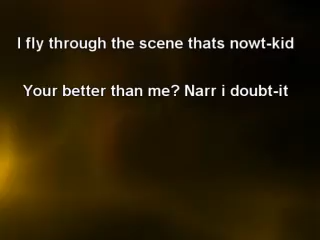 I fly through the scene thats nowt-kid
Your better than me? Narr i doubt-it